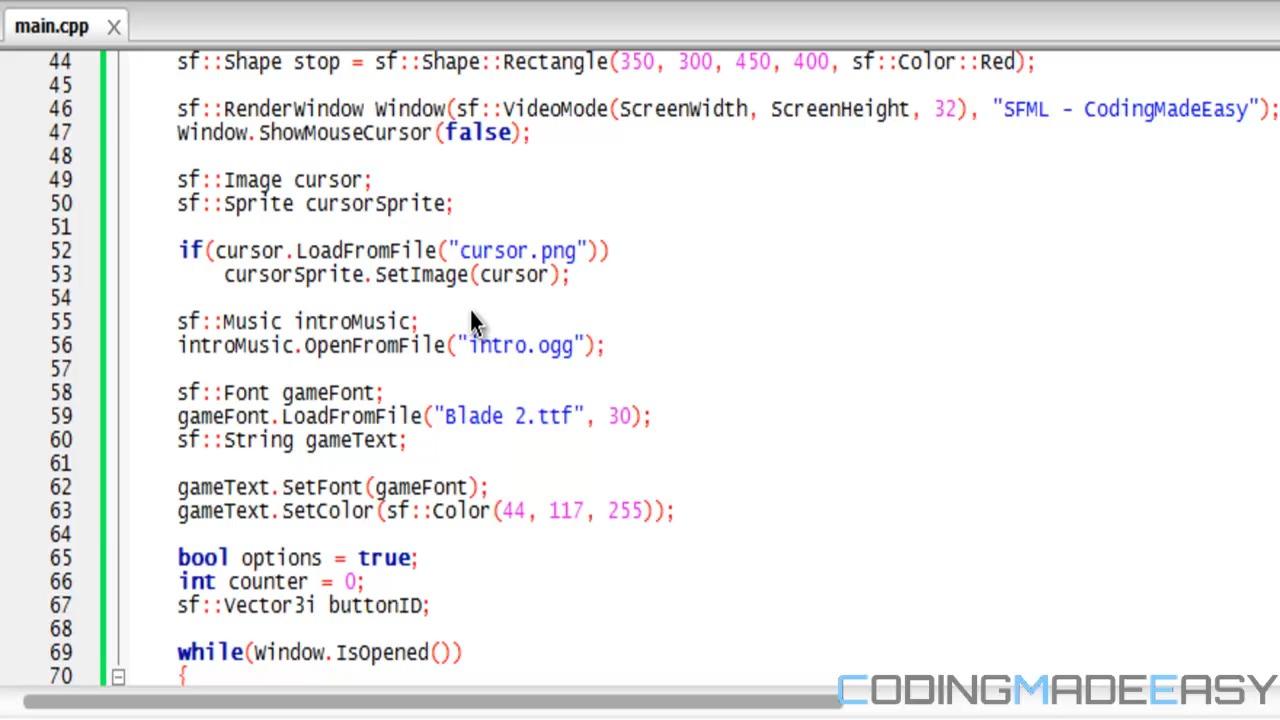 main.cpp X
44 sf::Shape stop = sf::Shape::Rectangle(350, 300, 450, 400, sf::Color::Red);
45
46 sf::RenderWindow Window(sf::VideoMode(ScreenWidth, ScreenHeight, 32), "SFML - CodingMadeEasy");
47 Window.ShowMouseCursor(false);
48
49 sf::Image cursor;
50 sf::Sprite cursorSprite;
51
52 if(cursor.LoadFromFile("cursor.png"))
53 cursorSprite.SetImage(cursor);
54
55 sf::Music introMusic;
56 introMusic.OpenFromFile("intro.ogg");
57
58 sf::Font gameFont;
59 gameFont.LoadFromFile("Blade 2.ttf", 30);
60 sf::String gameText;
61
62 gameText.SetFont(gameFont);
63 gameText.SetColor(sf::Color(44, 117, 255));
64
65 bool options = true;
66 int counter = 0;
67 sf::Vector3i buttonID;
68
69 while(Window.IsOpened())
70 {
CODINGMADEEASY